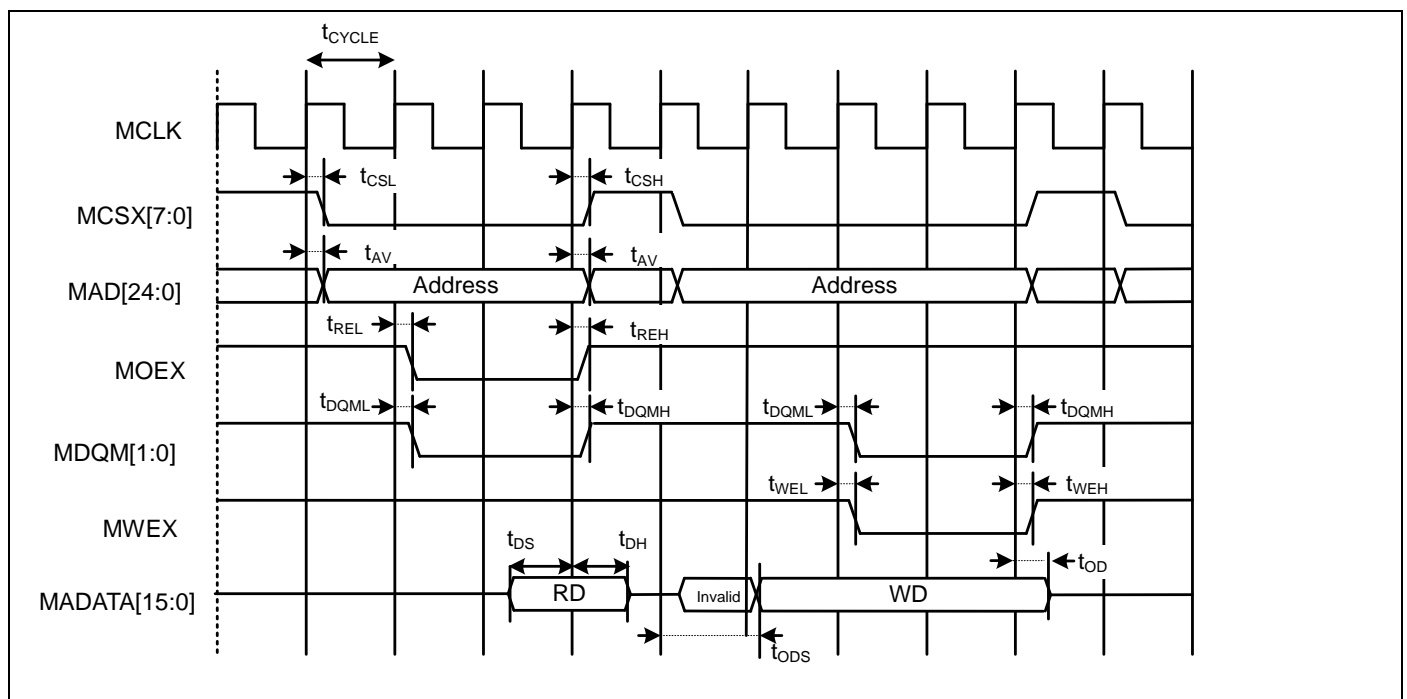 tCYCLE
MCLK
tCSL tCSH
MCSX[7:0]
tAV tAV
MAD[24:0] Address Address
tREL tREH
MOEX
tDQML tDQMH tDQML tDQMH
MDQM[1:0]
tWEL tWEH
MWEX
tDS tDH tOD
MADATA[15:0] RD Invalid WD
tODS